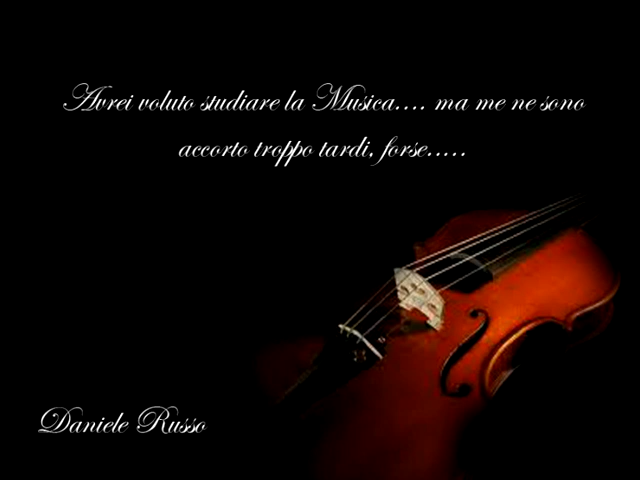 Avrei voluto studiare la Musica.... ma me ne sono
accorto troppo tardi, forse.....
Daniele Russo